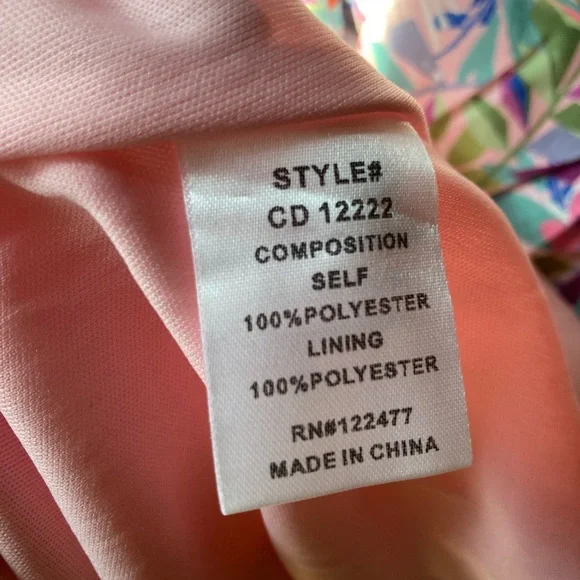 STYLE#
CD 12222
COMPOSITION
SELF
100%POLYESTER
LINING
100%POLYESTER
RN#122477
MADE IN CHINA